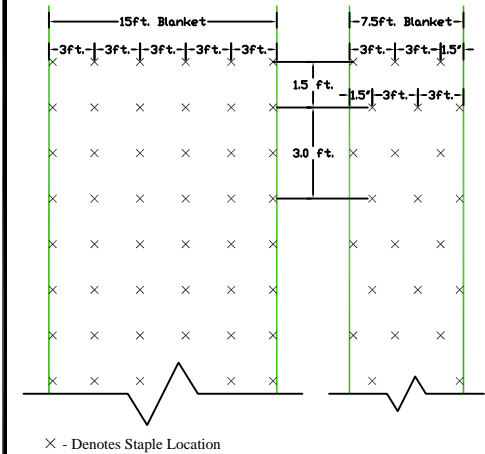 15ft. Blanket
7.5ft. Blanket
3ft. 3ft. 3ft. 3ft. 3ft.
3ft. 3ft. 1.5"
1.5 ft.
1.5" 3ft. 3ft.
3.0 ft.
× - Denotes Staple Location